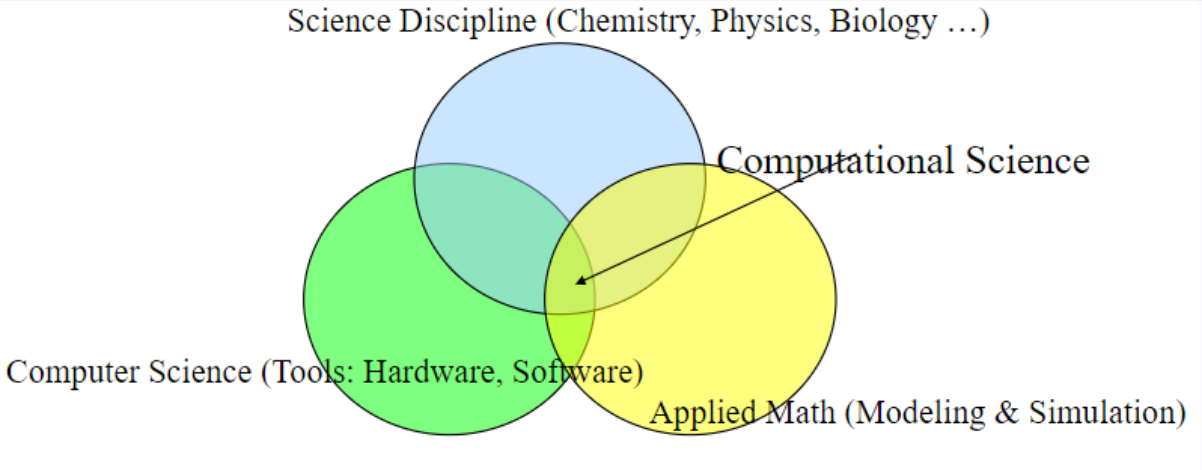 Science Discipline (Chemistry, Physics, Biology …)
Computational Science
Computer Science (Tools: Hardware, Software)
Applied Math (Modeling & Simulation)